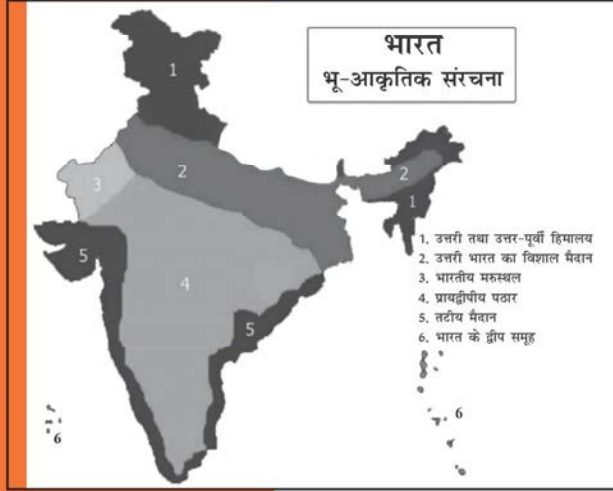 भारत
भू-आकृतिक संरचना
1
2
2
3
1
5
4
5
1. उत्तरी तथा उत्तर-पूर्वी हिमालय
2. उत्तरी भारत का विशाल मैदान
3. भारतीय मरुस्थल
4. प्रायद्वीपीय पठार
5. तटीय मैदान
6. भारत के द्वीप समूह
6
6